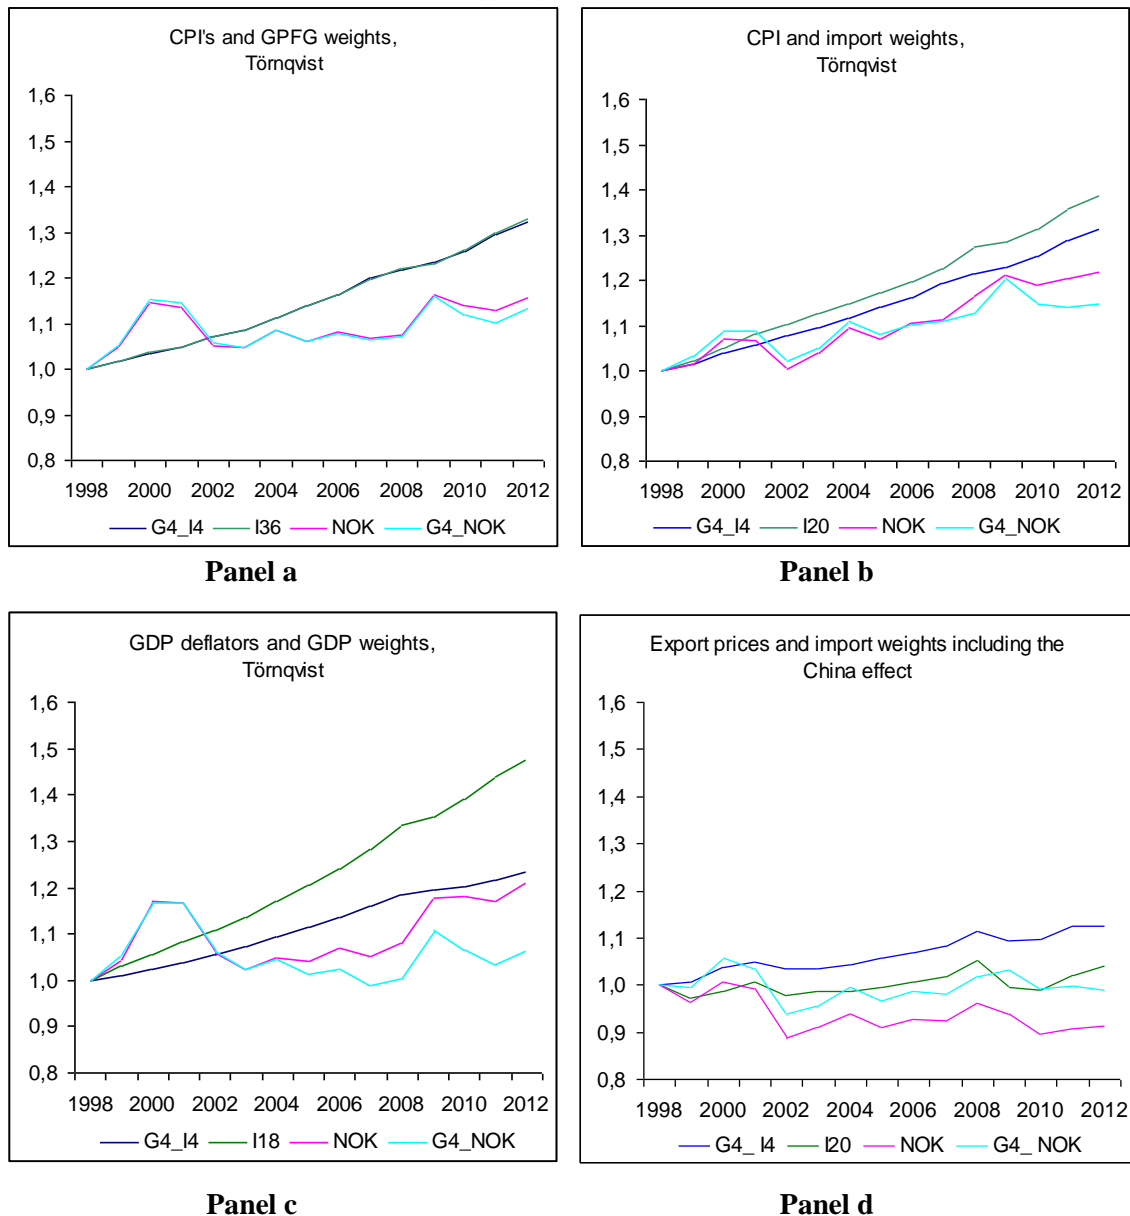 CPI's and GPFG weights,
Törnqvist
1,6
1,5
1,4
1,3
1,2
1,1
1,0
0,9
0,8
1998 2000 2002 2004 2006 2008 2010 2012
G4_I4 I36 NOK G4_NOK
Panel a
CPI and import weights,
Törnqvist
1,6
1,5
1,4
1,3
1,2
1,1
1,0
0,9
0,8
1998 2000 2002 2004 2006 2008 2010 2012
G4_I4 I20 NOK G4_NOK
Panel b
GDP deflators and GDP weights,
Törnqvist
1,6
1,5
1,4
1,3
1,2
1,1
1,0
0,9
0,8
1998 2000 2002 2004 2006 2008 2010 2012
G4_I4 I18 NOK G4_NOK
Panel c
Export prices and import weights including the
China effect
1,6
1,5
1,4
1,3
1,2
1,1
1,0
0,9
0,8
1998 2000 2002 2004 2006 2008 2010 2012
G4_ I4 I20 NOK G4_ NOK
Panel d